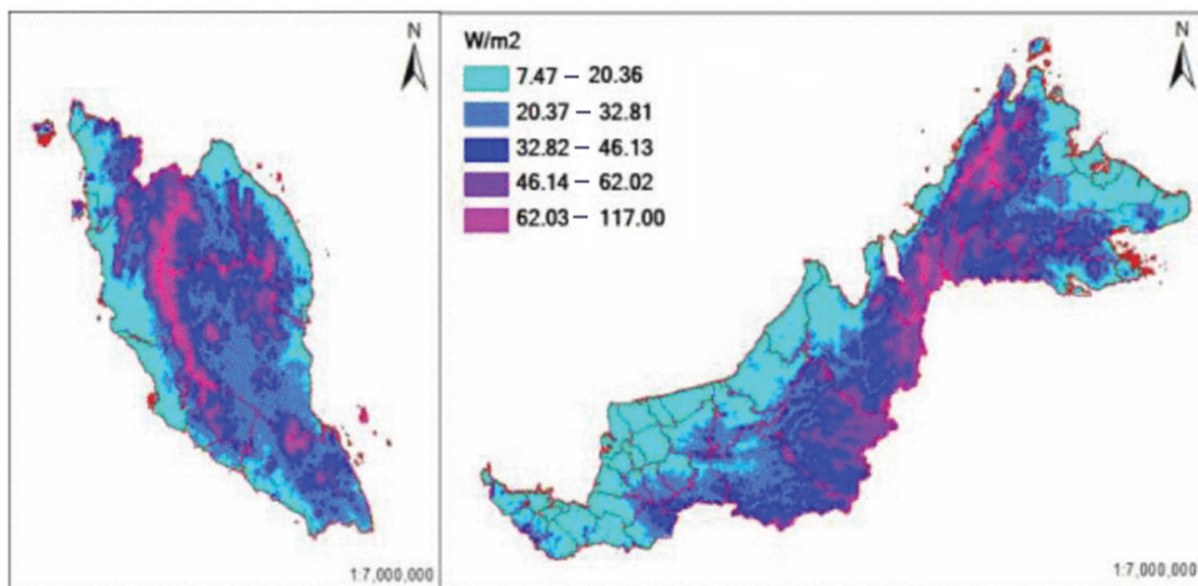 N
W/m2
7.47 – 20.36
20.37 – 32.81
32.82 – 46.13
46.14 – 62.02
62.03 – 117.00
N
1:7,000,000
1:7,000,000